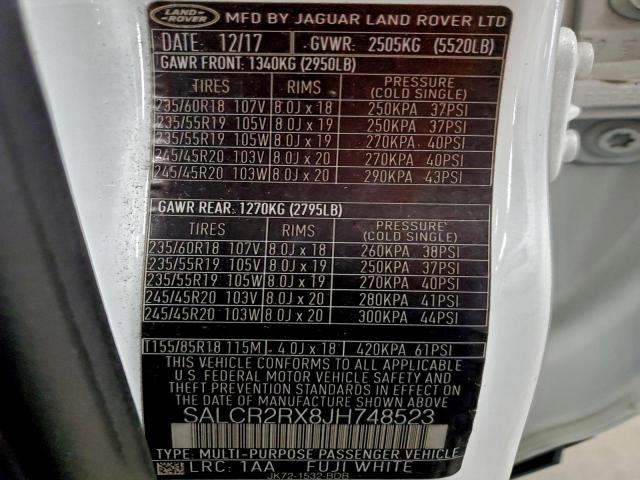 LAND-ROVER MFD BY JAGUAR LAND ROVER LTD
DATE: 12/17 GVWR: 2505KG (5520LB)
GAWR FRONT: 1340KG (2950LB)
TIRES RIMS PRESSURE (COLD SINGLE)
235/60R18 107V 8.0J x 18 250KPA 37PSI
235/55R19 105V 8.0J x 19 250KPA 37PSI
235/55R19 105W 8.0J x 19 270KPA 40PSI
245/45R20 103V 8.0J x 20 270KPA 40PSI
245/45R20 103W 8.0J x 20 290KPA 43PSI
GAWR REAR: 1270KG (2795LB)
TIRES RIMS PRESSURE (COLD SINGLE)
235/60R18 107V 8.0J x 18 260KPA 38PSI
235/55R19 105V 8.0J x 19 250KPA 37PSI
235/55R19 105W 8.0J x 19 270KPA 40PSI
245/45R20 103V 8.0J x 20 280KPA 41PSI
245/45R20 103W 8.0J x 20 300KPA 44PSI
T155/85R18 115M 4.0J x 18 420KPA 61PSI
THIS VEHICLE CONFORMS TO ALL APPLICABLE
U.S. FEDERAL MOTOR VEHICLE SAFETY AND
THEFT PREVENTION STANDARDS IN EFFECT ON
THE DATE OF MANUFACTURE SHOWN ABOVE
SALCR2RX8JH748523
TYPE: MULTI-PURPOSE PASSENGER VEHICLE
LRC: 1AA FUJI WHITE
JK72-1532-BDB